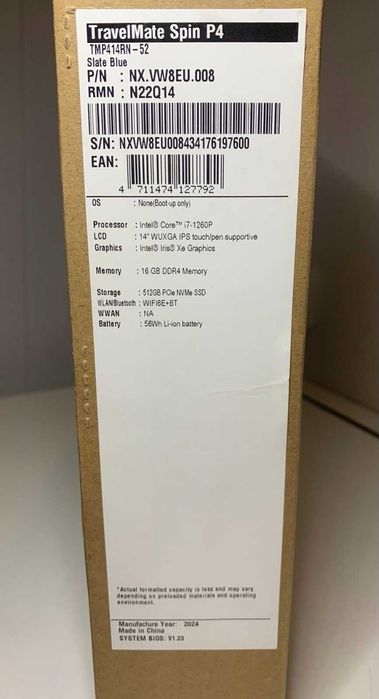 TravelMate Spin P4
TMP414RN-52
Slate Blue
P/N : NX.VW8EU.008
RMN : N22Q14
S/N: NXVW8EU008434176197600
EAN:
4 711474 127792
OS : None(Boot-up only)
Processor : Intel® Core™ i7-1260P
LCD : 14" WUXGA IPS touch/pen supportive
Graphics : Intel® Iris® Xe Graphics
Memory : 16 GB DDR4 Memory
Storage : 512GB PCIe NVMe SSD
WLAN/Bluetooth : WIFI6E+BT
WWAN : NA
Battery : 56Wh Li-ion battery
*Actual formatted capacity is less and may vary
depending on preloaded materials and operating
environment.
Manufacture Year: 2024
Made in China
SYSTEM BIOS: V1.23